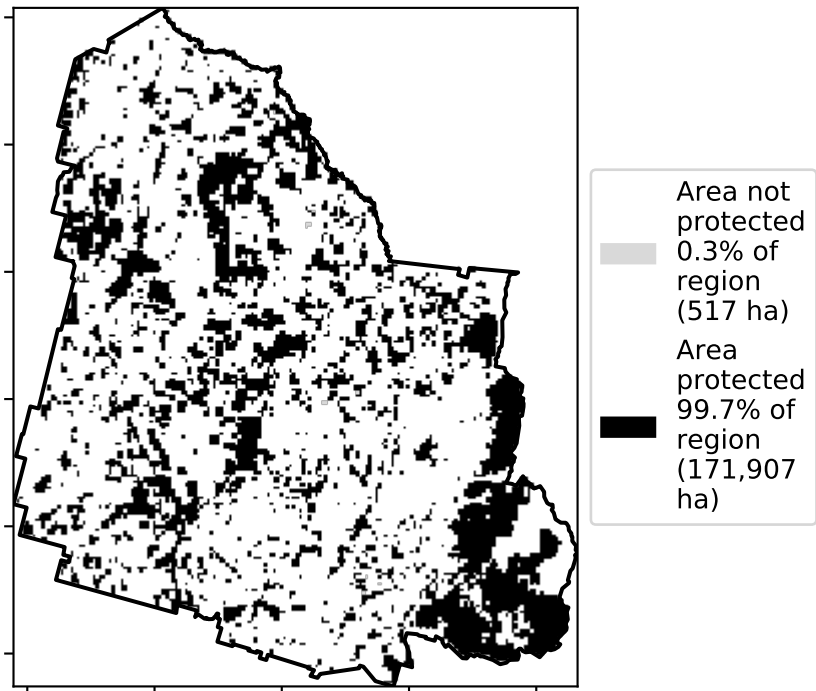 Area not
protected
0.3% of
region
(517 ha)
Area
protected
99.7% of
region
(171,907
ha)